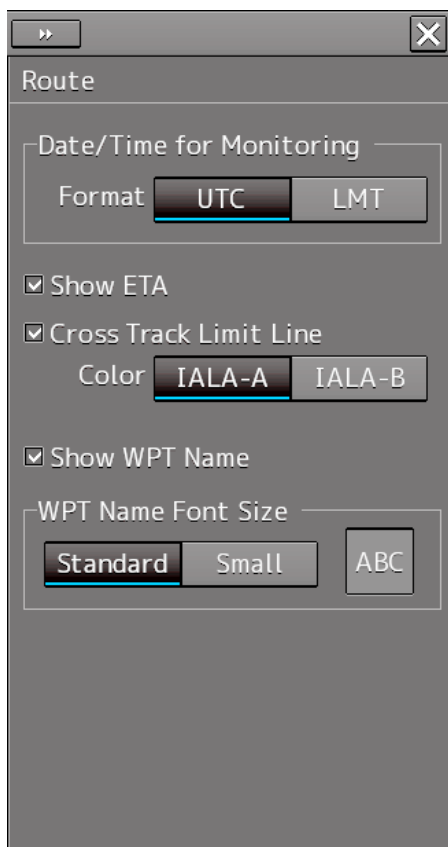 Route
Date/Time for Monitoring
Format UTC LMT
Show ETA
Cross Track Limit Line
Color IALA-A IALA-B
Show WPT Name
WPT Name Font Size
Standard Small ABC